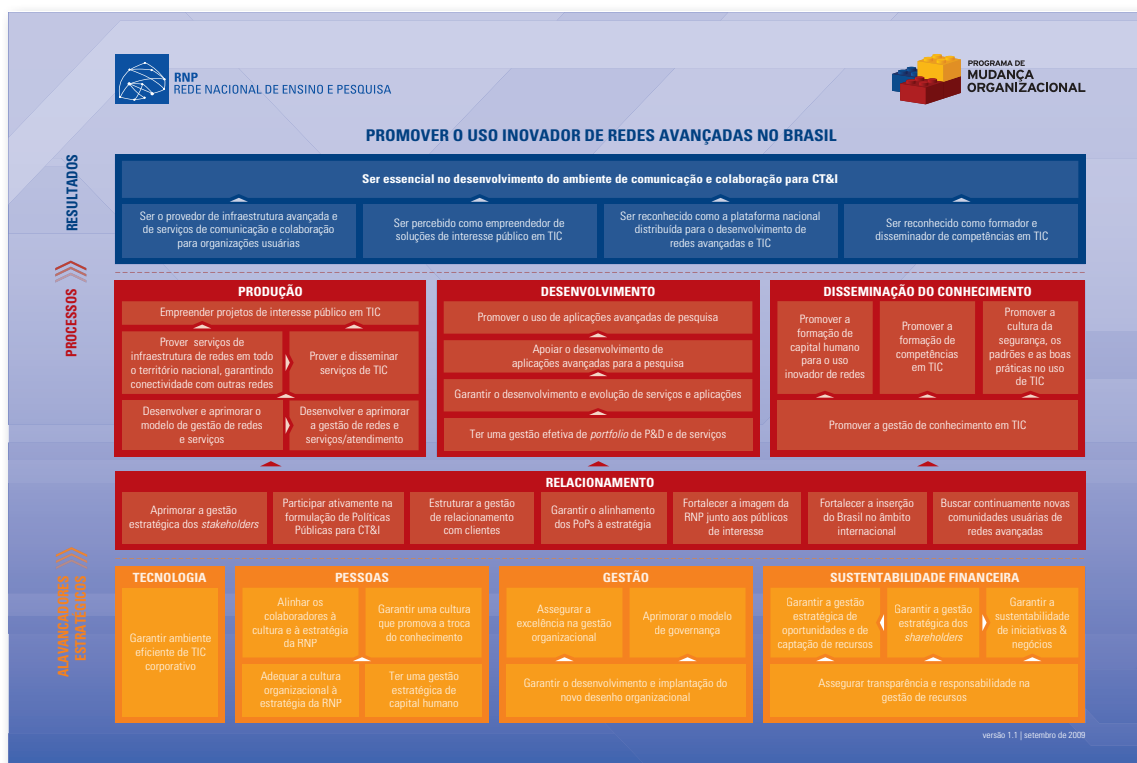 RNP
REDE NACIONAL DE ENSINO E PESQUISA
PROGRAMA DE
MUDANÇA
ORGANIZACIONAL
PROMOVER O USO INOVADOR DE REDES AVANÇADAS NO BRASIL
RESULTADOS
Ser essencial no desenvolvimento do ambiente de comunicação e colaboração para CT&I
Ser o provedor de infraestrutura avançada e
de serviços de comunicação e colaboração
para organizações usuárias
Ser percebido como empreendedor de
soluções de interesse público em TIC
Ser reconhecido como a plataforma nacional
distribuída para o desenvolvimento de
redes avançadas e TIC
Ser reconhecido como formador e
disseminador de competências em TIC
PROCESSOS
PRODUÇÃO
Empreender projetos de interesse público em TIC
Prover serviços de
infraestrutura de redes em todo
o território nacional, garantindo
conectividade com outras redes
Prover e disseminar
serviços de TIC
Desenvolver e aprimorar o
modelo de gestão de redes
e serviços
Desenvolver e aprimorar
a gestão de redes e
serviços/atendimento
DESENVOLVIMENTO
Promover o uso de aplicações avançadas de pesquisa
Apoiar o desenvolvimento de
aplicações avançadas para a pesquisa
Garantir o desenvolvimento e evolução de serviços e aplicações
Ter uma gestão efetiva de portfolio de P&D e de serviços
DISSEMINAÇÃO DO CONHECIMENTO
Promover a
formação de
capital humano
para o uso
inovador de redes
Promover a
formação de
competências
em TIC
Promover a
cultura da
segurança, os
padrões e as boas
práticas no uso
de TIC
Promover a gestão de conhecimento em TIC
RELACIONAMENTO
Aprimorar a gestão
estratégica dos stakeholders
Participar ativamente na
formulação de Políticas
Públicas para CT&I
Estruturar a gestão
de relacionamento
com clientes
Garantir o alinhamento
dos PoPs à estratégia
Fortalecer a imagem da
RNP junto aos públicos
de interesse
Fortalecer a inserção
do Brasil no âmbito
internacional
Buscar continuamente novas
comunidades usuárias de
redes avançadas
ALAVANCADORES
ESTRATÉGICOS
TECNOLOGIA
Garantir ambiente
eficiente de TIC
corporativo
PESSOAS
Alinhar os
colaboradores à
cultura e à estratégia
da RNP
Garantir uma cultura
que promova a troca
do conhecimento
Adequar a cultura
organizacional à
estratégia da RNP
Ter uma gestão
estratégica de
capital humano
GESTÃO
Assegurar a
excelência na gestão
organizacional
Aprimorar o modelo
de governança
Garantir o desenvolvimento e implantação do
novo desenho organizacional
SUSTENTABILIDADE FINANCEIRA
Garantir a gestão
estratégica de
oportunidades e de
captação de recursos
Garantir a gestão
estratégica dos
shareholders
Garantir a
sustentabilidade
de iniciativas &
negócios
Assegurar transparência e responsabilidade na
gestão de recursos
versão 1.1 | setembro de 2009